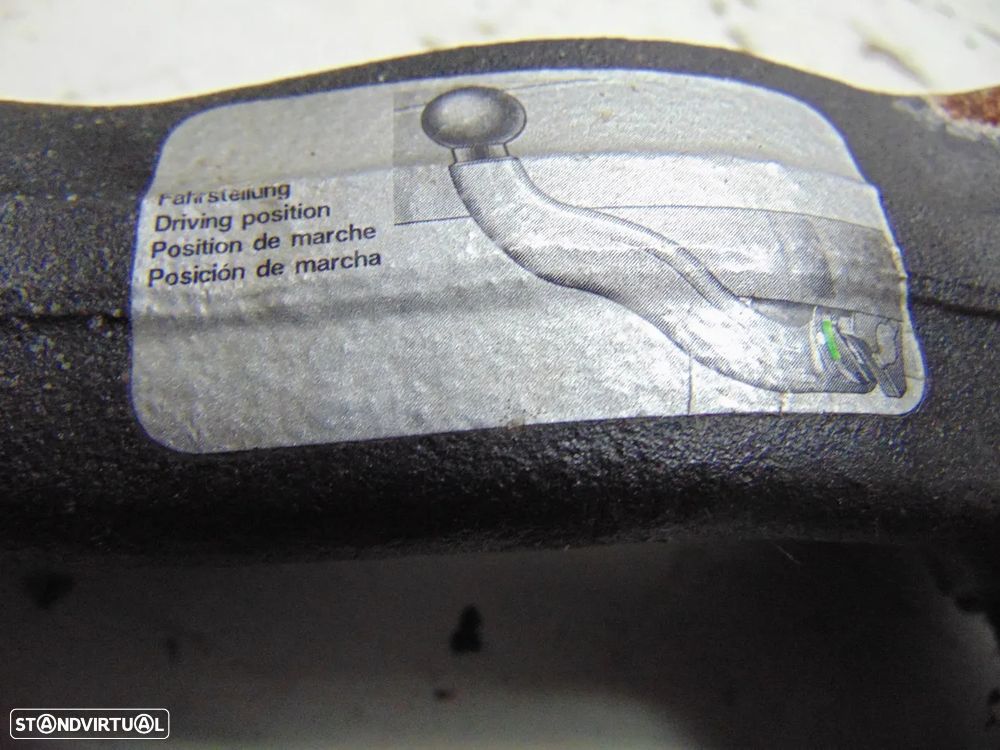 Fahrstellung
Driving position
Position de marche
Posición de marcha
STANDVIRTUAL